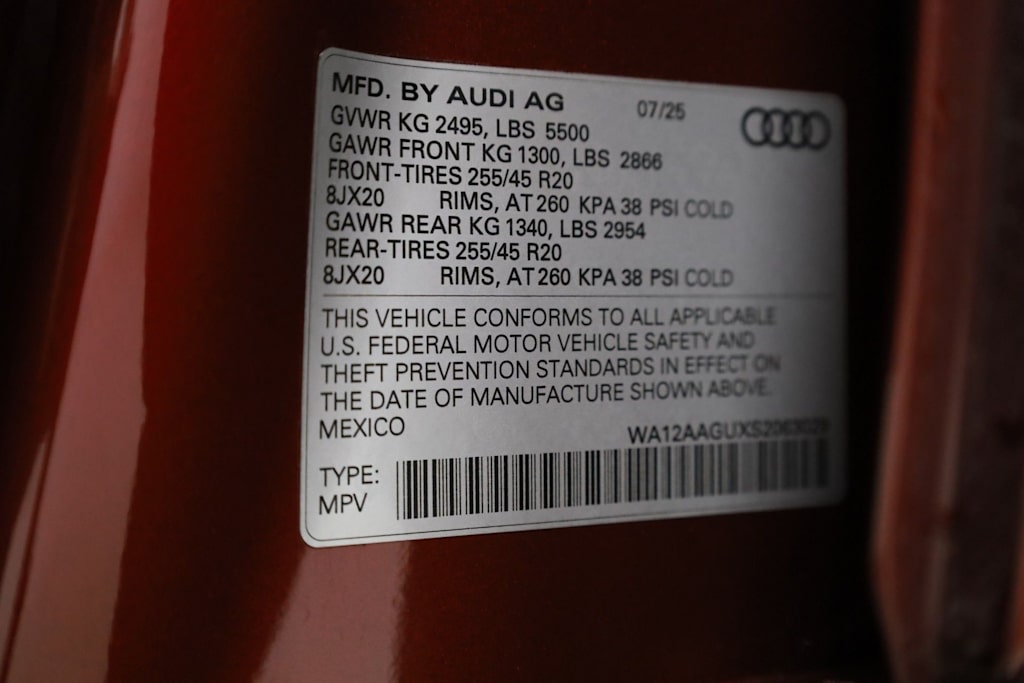 MFD. BY AUDI AG 07/25
GVWR KG 2495, LBS 5500
GAWR FRONT KG 1300, LBS 2866
FRONT-TIRES 255/45 R20
8JX20 RIMS, AT 260 KPA 38 PSI COLD
GAWR REAR KG 1340, LBS 2954
REAR-TIRES 255/45 R20
8JX20 RIMS, AT 260 KPA 38 PSI COLD
THIS VEHICLE CONFORMS TO ALL APPLICABLE
U.S. FEDERAL MOTOR VEHICLE SAFETY AND
THEFT PREVENTION STANDARDS IN EFFECT ON
THE DATE OF MANUFACTURE SHOWN ABOVE.
MEXICO
TYPE:
MPV